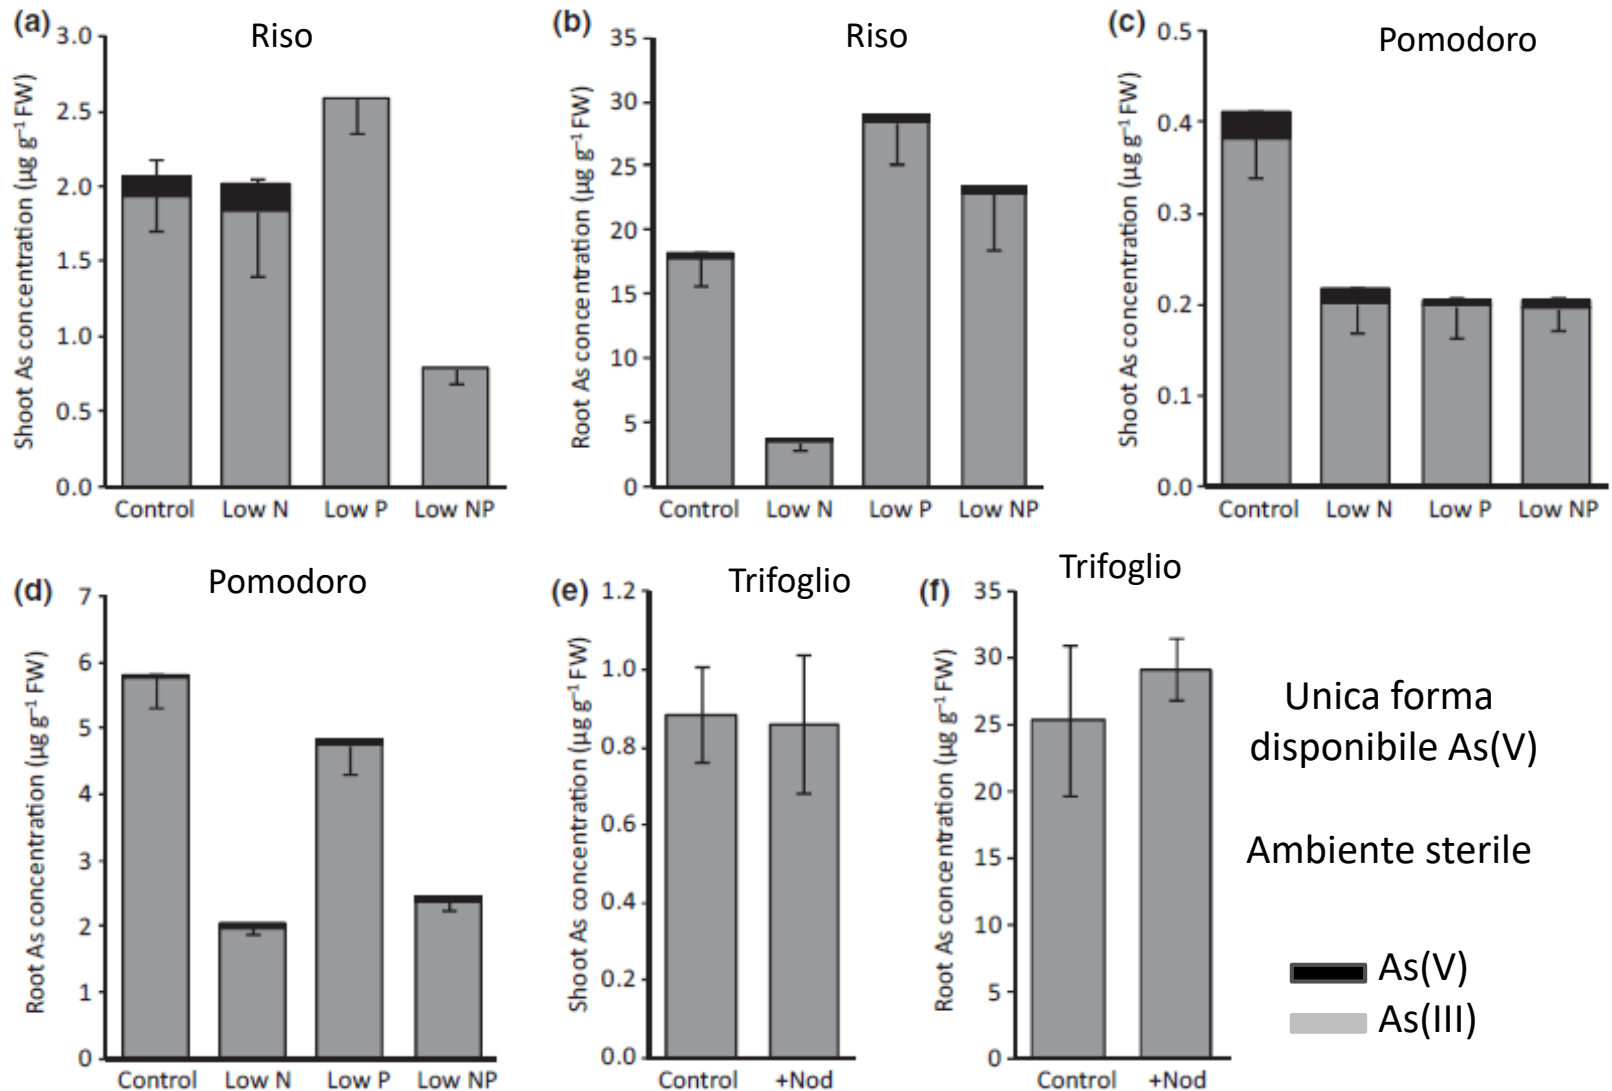 (a)
Riso
Shoot As concentration (µg g⁻¹ FW)
3.0
2.5
2.0
1.5
1.0
0.5
0.0
Control Low N Low P Low NP
(b)
Riso
Root As concentration (µg g⁻¹ FW)
35
30
25
20
15
10
5
0
Control Low N Low P Low NP
(c)
Pomodoro
Shoot As concentration (µg g⁻¹ FW)
0.5
0.4
0.3
0.2
0.1
0.0
Control Low N Low P Low NP
(d)
Pomodoro
Root As concentration (µg g⁻¹ FW)
7
6
5
4
3
2
1
0
Control Low N Low P Low NP
(e)
Trifoglio
Shoot As concentration (µg g⁻¹ FW)
1.2
1.0
0.8
0.6
0.4
0.2
0.0
Control +Nod
(f)
Trifoglio
Root As concentration (µg g⁻¹ FW)
35
30
25
20
15
10
5
0
Control +Nod
Unica forma
disponibile As(V)
Ambiente sterile
As(V)
As(III)